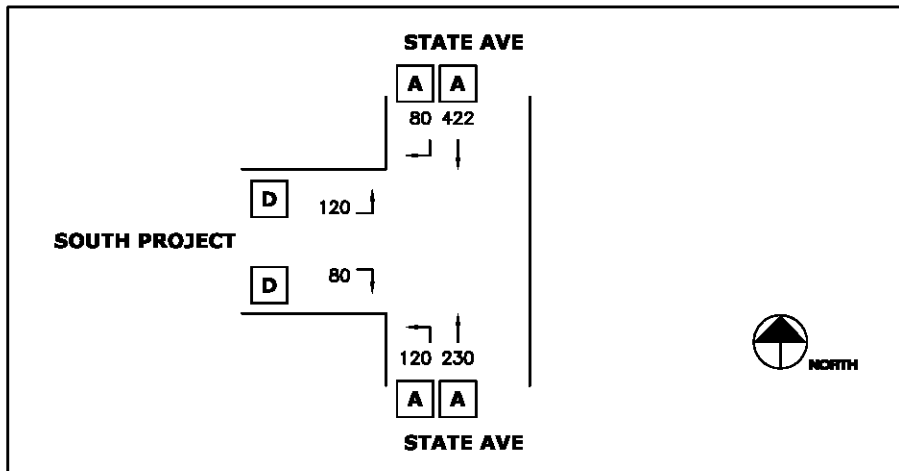 STATE AVE
A A
80 422
D 120
SOUTH PROJECT
D 80
120 230
NORTH
A A
STATE AVE